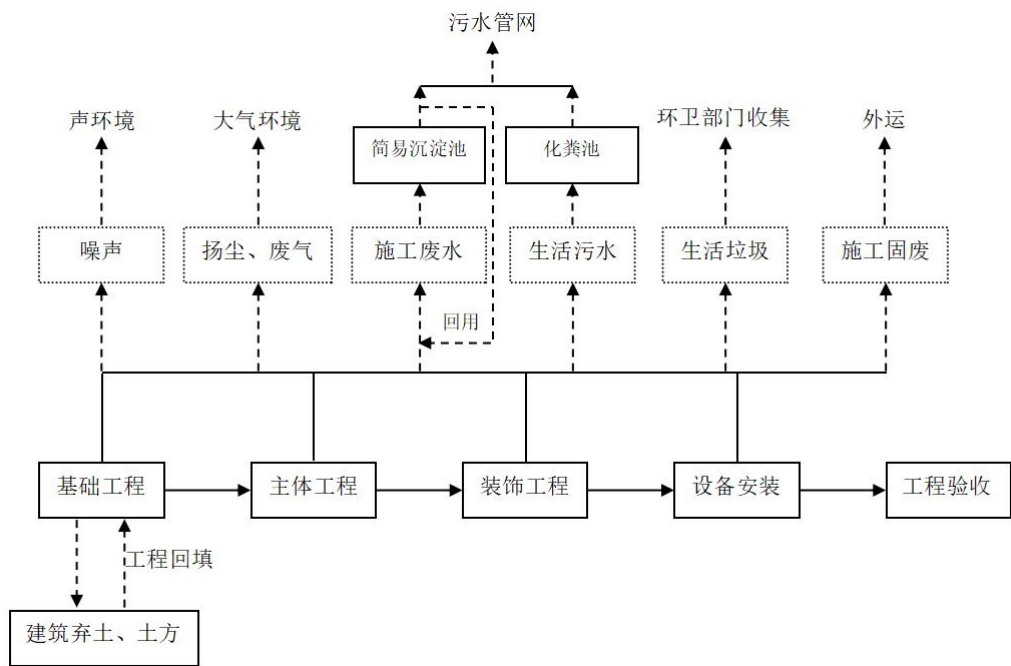 污水管网
声环境
大气环境
环卫部门收集
外运
简易沉淀池
化粪池
噪声
扬尘、废气
施工废水
生活污水
生活垃圾
施工固废
回用
基础工程
主体工程
装饰工程
设备安装
工程验收
工程回填
建筑弃土、土方